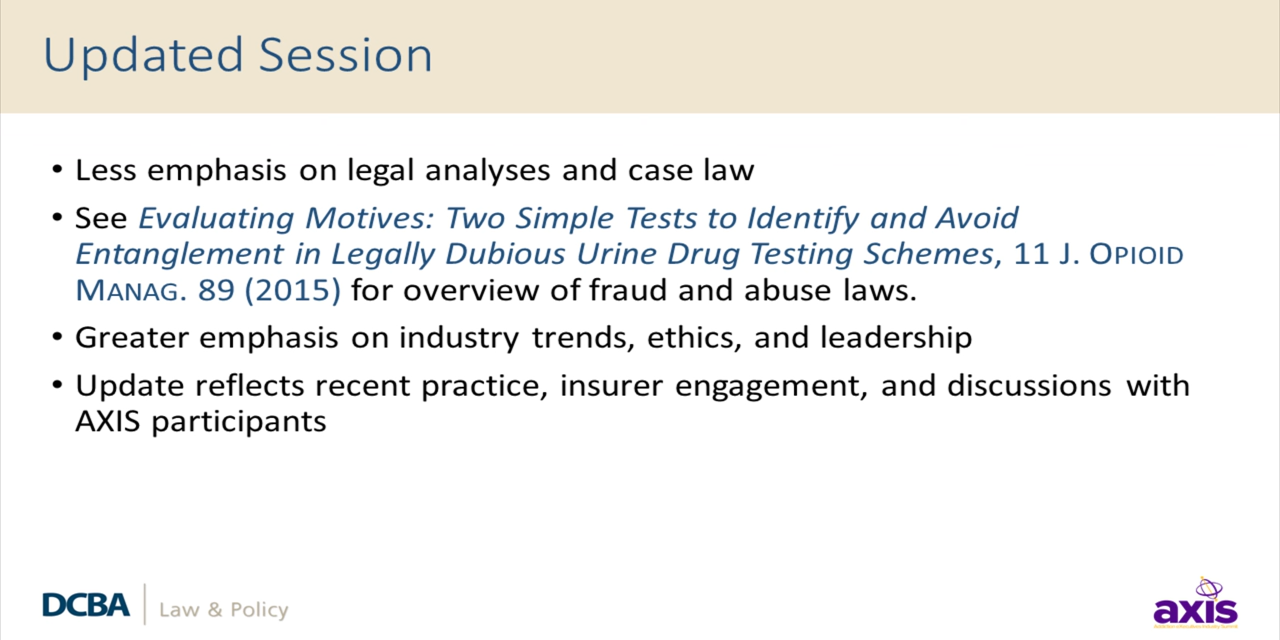 Updated Session
• Less emphasis on legal analyses and case law
• See Evaluating Motives: Two Simple Tests to Identify and Avoid
Entanglement in Legally Dubious Urine Drug Testing Schemes, 11 J. OPIOID
MANAG. 89 (2015) for overview of fraud and abuse laws.
• Greater emphasis on industry trends, ethics, and leadership
• Update reflects recent practice, insurer engagement, and discussions with
AXIS participants
DCBA Law & Policy
axis